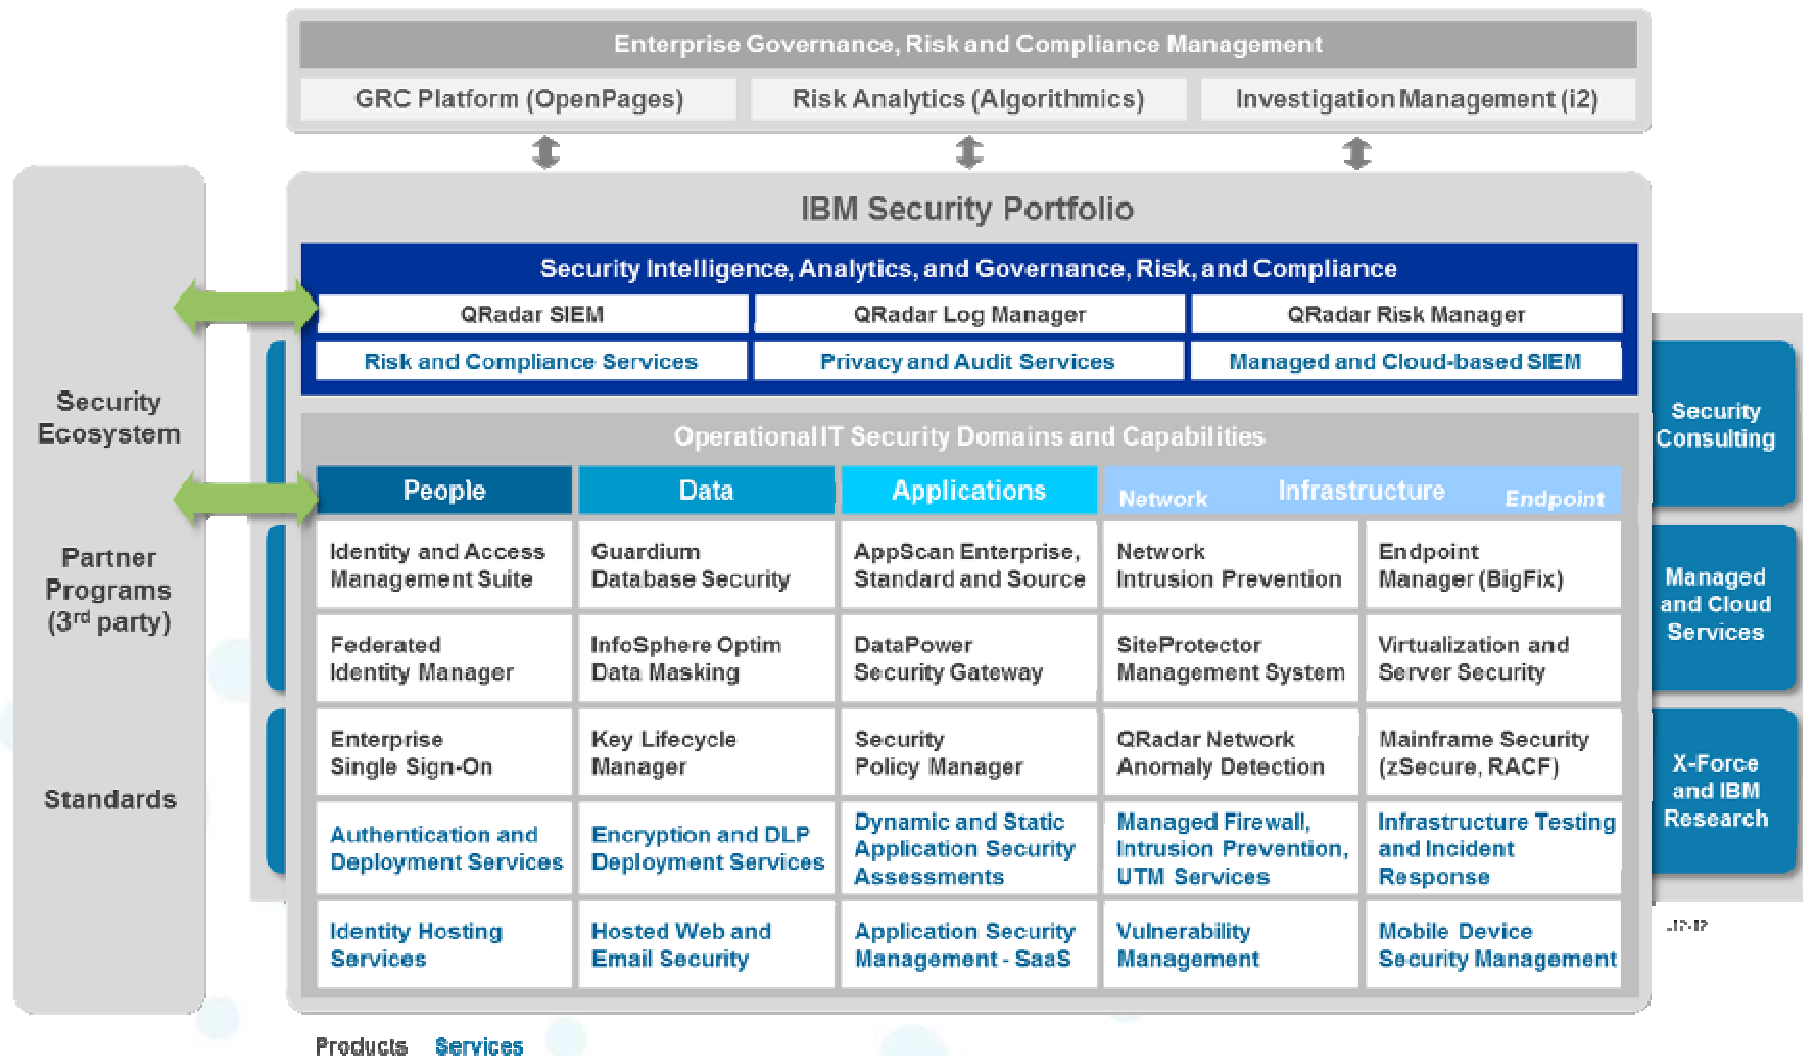 Enterprise Governance, Risk and Compliance Management
GRC Platform (OpenPages)
Risk Analytics (Algorithmics)
Investigation Management (i2)
IBM Security Portfolio
Security Intelligence, Analytics, and Governance, Risk, and Compliance
QRadar SIEM
QRadar Log Manager
QRadar Risk Manager
Risk and Compliance Services
Privacy and Audit Services
Managed and Cloud-based SIEM
Security
Ecosystem
Partner
Programs
(3rd party)
Standards
Operational IT Security Domains and Capabilities
People
Data
Applications
Network
Infrastructure
Endpoint
Identity and Access
Management Suite
Guardium
Database Security
AppScan Enterprise,
Standard and Source
Network
Intrusion Prevention
Endpoint
Manager (BigFix)
Federated
Identity Manager
InfoSphere Optim
Data Masking
DataPower
Security Gateway
SiteProtector
Management System
Virtualization and
Server Security
Enterprise
Single Sign-On
Key Lifecycle
Manager
Security
Policy Manager
QRadar Network
Anomaly Detection
Mainframe Security
(zSecure, RACF)
Authentication and
Deployment Services
Encryption and DLP
Deployment Services
Dynamic and Static
Application Security
Assessments
Managed Firewall,
Intrusion Prevention,
UTM Services
Infrastructure Testing
and Incident
Response
Identity Hosting
Services
Hosted Web and
Email Security
Application Security
Management - SaaS
Vulnerability
Management
Mobile Device
Security Management
Security
Consulting
Managed
and Cloud
Services
X-Force
and IBM
Research
Products Services